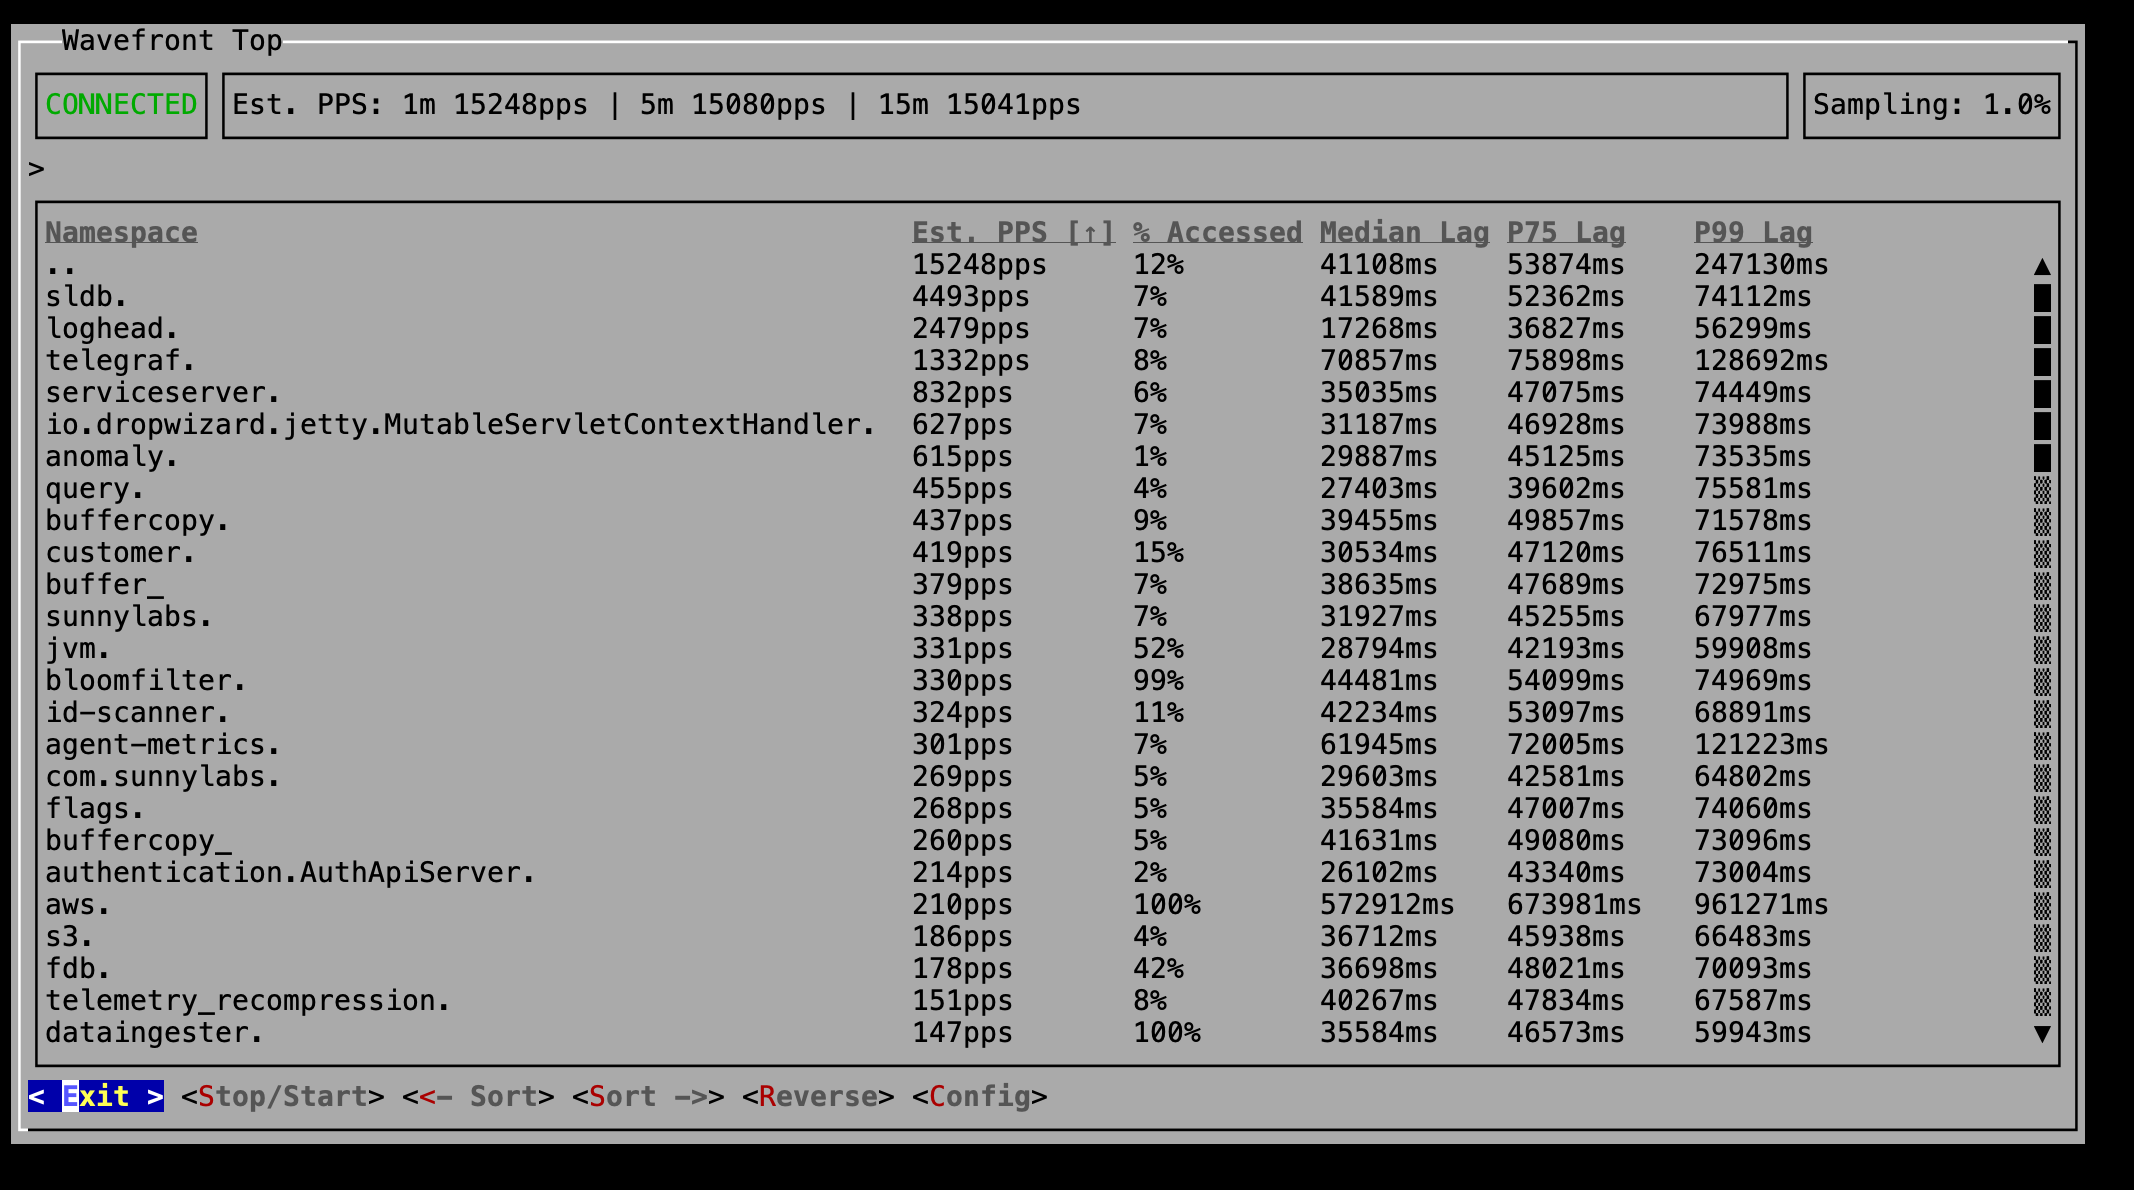 Wavefront Top
CONNECTED Est. PPS: 1m 15248pps | 5m 15080pps | 15m 15041pps Sampling: 1.0%
>
Namespace Est. PPS [↑] % Accessed Median Lag P75 Lag P99 Lag
.. 15248pps 12% 41108ms 53874ms 247130ms ▲
sldb. 4493pps 7% 41589ms 52362ms 74112ms
loghead. 2479pps 7% 17268ms 36827ms 56299ms
telegraf. 1332pps 8% 70857ms 75898ms 128692ms
serviceserver. 832pps 6% 35035ms 47075ms 74449ms
io.dropwizard.jetty.MutableServletContextHandler. 627pps 7% 31187ms 46928ms 73988ms
anomaly. 615pps 1% 29887ms 45125ms 73535ms
query. 455pps 4% 27403ms 39602ms 75581ms
buffercopy. 437pps 9% 39455ms 49857ms 71578ms
customer. 419pps 15% 30534ms 47120ms 76511ms
buffer_ 379pps 7% 38635ms 47689ms 72975ms
sunnylabs. 338pps 7% 31927ms 45255ms 67977ms
jvm. 331pps 52% 28794ms 42193ms 59908ms
bloomfilter. 330pps 99% 44481ms 54099ms 74969ms
id-scanner. 324pps 11% 42234ms 53097ms 68891ms
agent-metrics. 301pps 7% 61945ms 72005ms 121223ms
com.sunnylabs. 269pps 5% 29603ms 42581ms 64802ms
flags. 268pps 5% 35584ms 47007ms 74060ms
buffercopy_ 260pps 5% 41631ms 49080ms 73096ms
authentication.AuthApiServer. 214pps 2% 26102ms 43340ms 73004ms
aws. 210pps 100% 572912ms 673981ms 961271ms
s3. 186pps 4% 36712ms 45938ms 66483ms
fdb. 178pps 42% 36698ms 48021ms 70093ms
telemetry_recompression. 151pps 8% 40267ms 47834ms 67587ms
dataingester. 147pps 100% 35584ms 46573ms 59943ms ▼
< Exit > <Stop/Start> <<- Sort> <Sort ->> <Reverse> <Config>